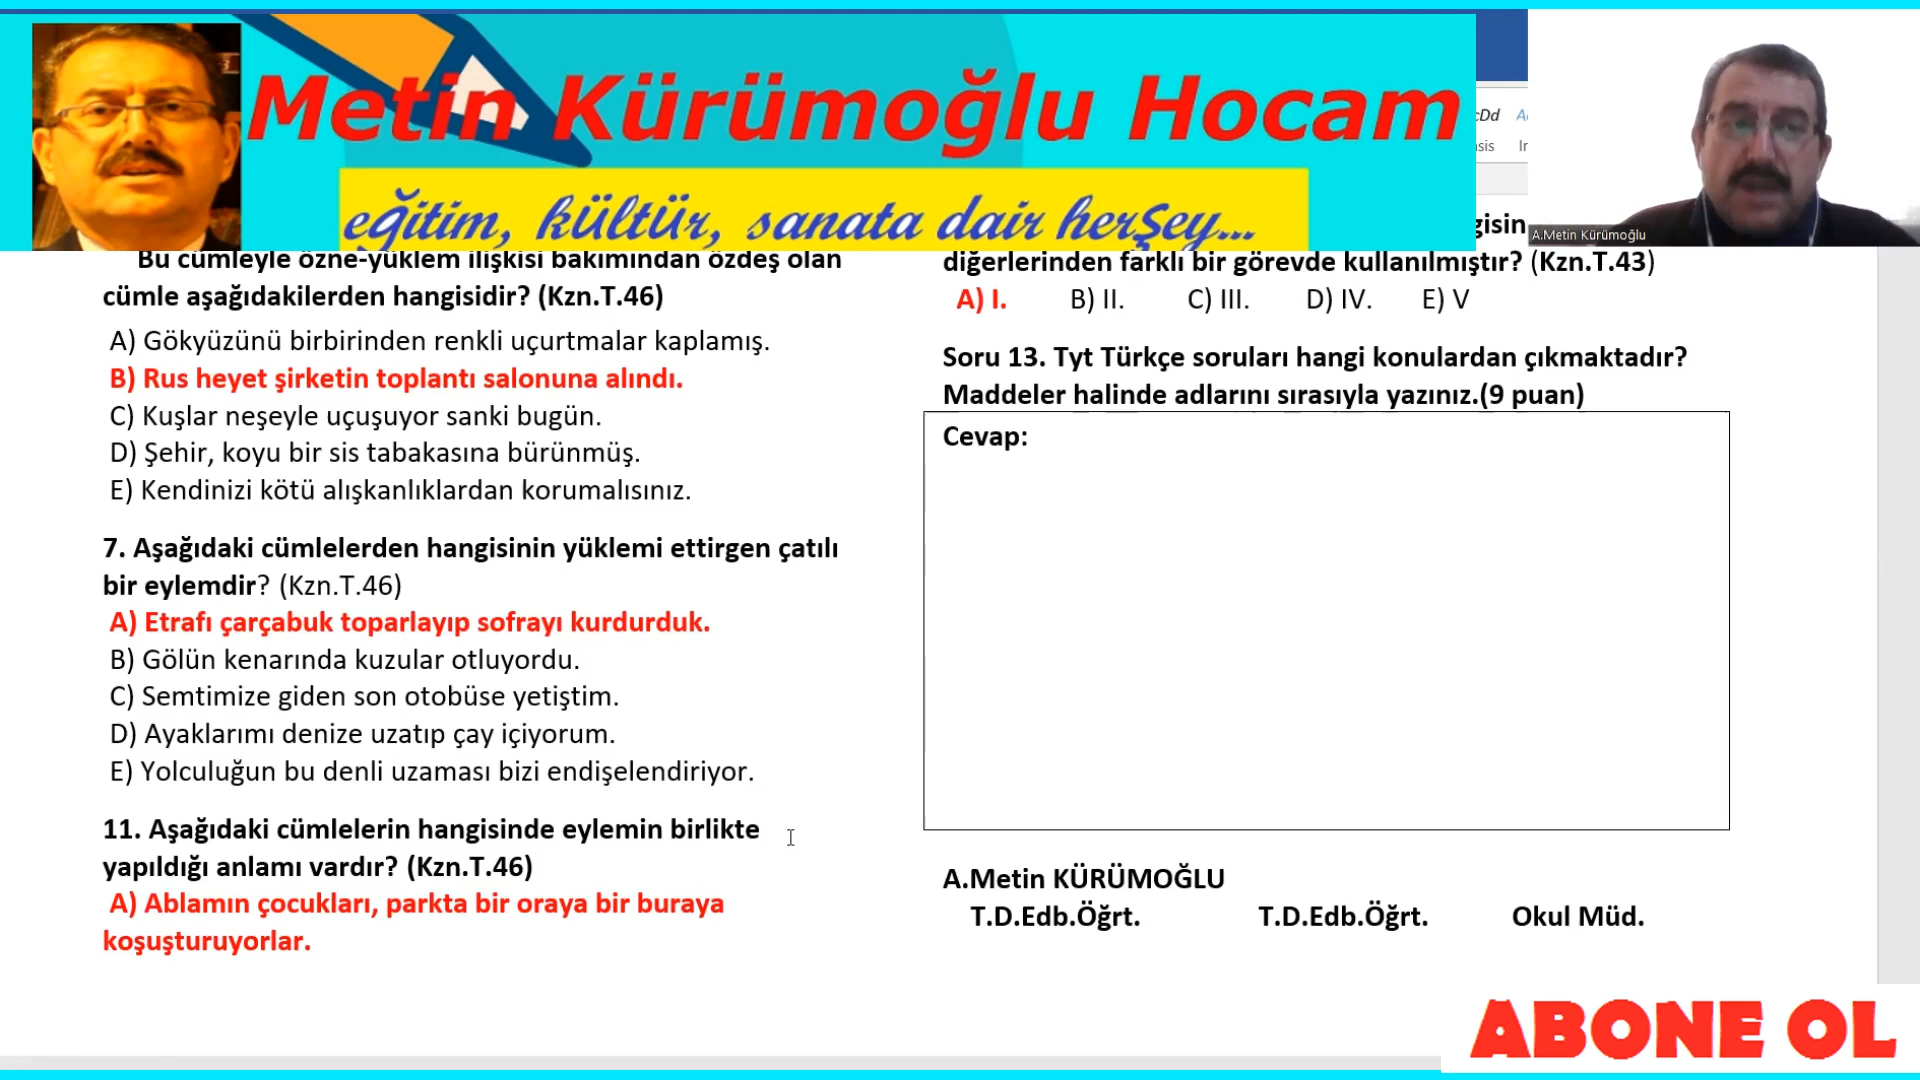 Metin Kürümoğlu Hocam
eğitim, kültür, sanata dair herşey...
cDd
A.Metin Kürümoğlu
Bu cümleyle özne-yüklem ilişkisi bakımından özdeş olan
cümle aşağıdakilerden hangisidir? (Kzn.T.46)
A) Gökyüzünü birbirinden renkli uçurtmalar kaplamış.
B) Rus heyet şirketin toplantı salonuna alındı.
C) Kuşlar neşeyle uçuşuyor sanki bugün.
D) Şehir, koyu bir sis tabakasına bürünmüş.
E) Kendinizi kötü alışkanlıklardan korumalısınız.
7. Aşağıdaki cümlelerden hangisinin yüklemi ettirgen çatılı
bir eylemdir? (Kzn.T.46)
A) Etrafı çarçabuk toparlayıp sofrayı kurdurduk.
B) Gölün kenarında kuzular otluyordu.
C) Semtimize giden son otobüse yetiştim.
D) Ayaklarımı denize uzatıp çay içiyorum.
E) Yolculuğun bu denli uzaması bizi endişelendiriyor.
11. Aşağıdaki cümlelerin hangisinde eylemin birlikte
yapıldığı anlamı vardır? (Kzn.T.46)
A) Ablamın çocukları, parkta bir oraya bir buraya
koşuşturuyorlar.
gisin
diğerlerinden farklı bir görevde kullanılmıştır? (Kzn.T.43)
A) I. B) II. C) III. D) IV. E) V
Soru 13. Tyt Türkçe soruları hangi konulardan çıkmaktadır?
Maddeler halinde adlarını sırasıyla yazınız.(9 puan)
Cevap:
A.Metin KÜRÜMOĞLU
T.D.Edb.Öğrt. T.D.Edb.Öğrt. Okul Müd.
ABONE OL